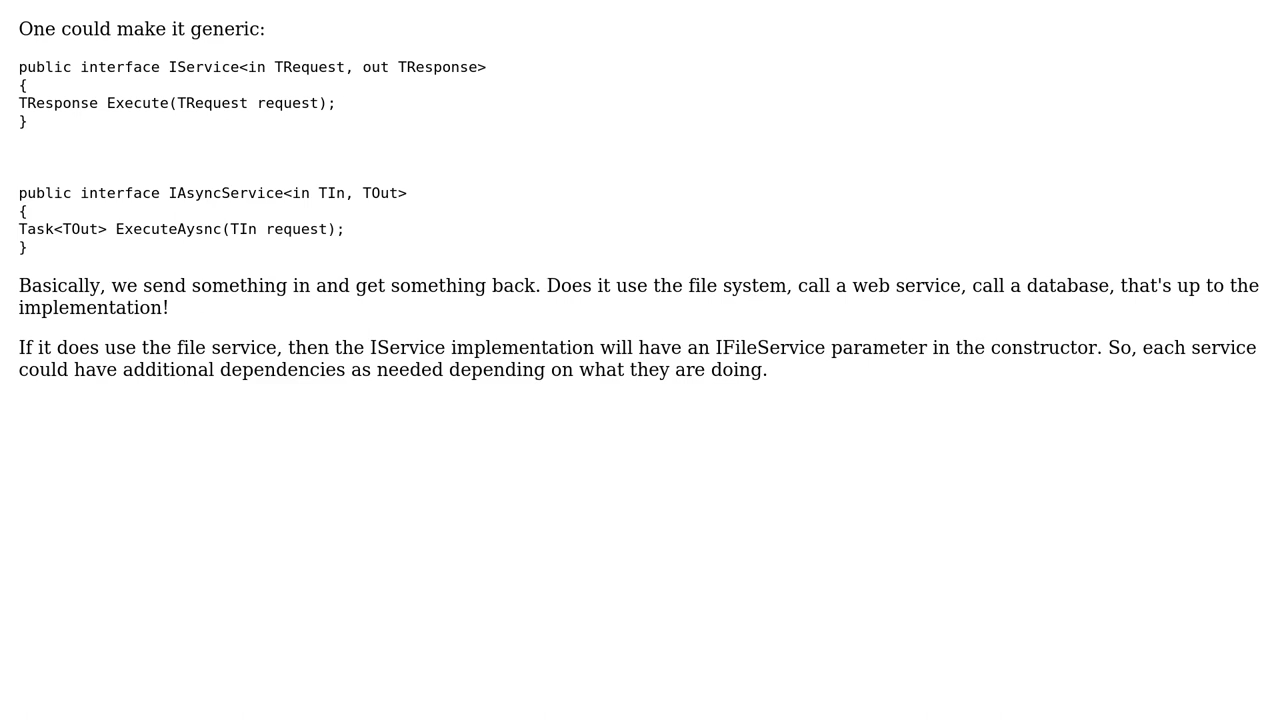 One could make it generic:
public interface IService<in TRequest, out TResponse>
{
TResponse Execute(TRequest request);
}
public interface IAsyncService<in TIn, TOut>
{
Task<TOut> ExecuteAysnc(TIn request);
}
Basically, we send something in and get something back. Does it use the file system, call a web service, call a database, that's up to the
implementation!
If it does use the file service, then the IService implementation will have an IFileService parameter in the constructor. So, each service
could have additional dependencies as needed depending on what they are doing.